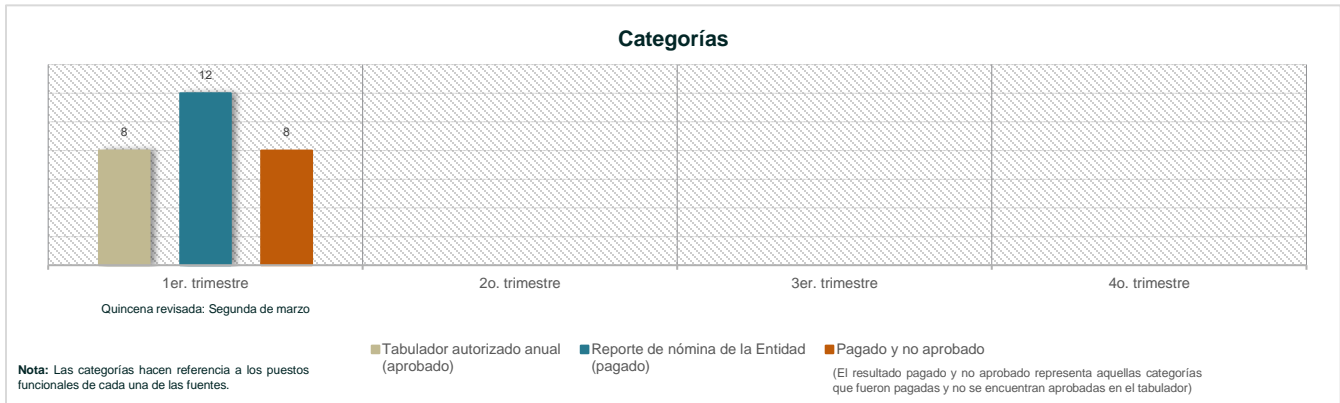 Categorías
12
8
8
1er. trimestre
2o. trimestre
3er. trimestre
4o. trimestre
Quincena revisada: Segunda de marzo
Tabulador autorizado anual
(aprobado)
Reporte de nómina de la Entidad
(pagado)
Pagado y no aprobado
(El resultado pagado y no aprobado representa aquellas categorías
que fueron pagadas y no se encuentran aprobadas en el tabulador)
Nota: Las categorías hacen referencia a los puestos
funcionales de cada una de las fuentes.